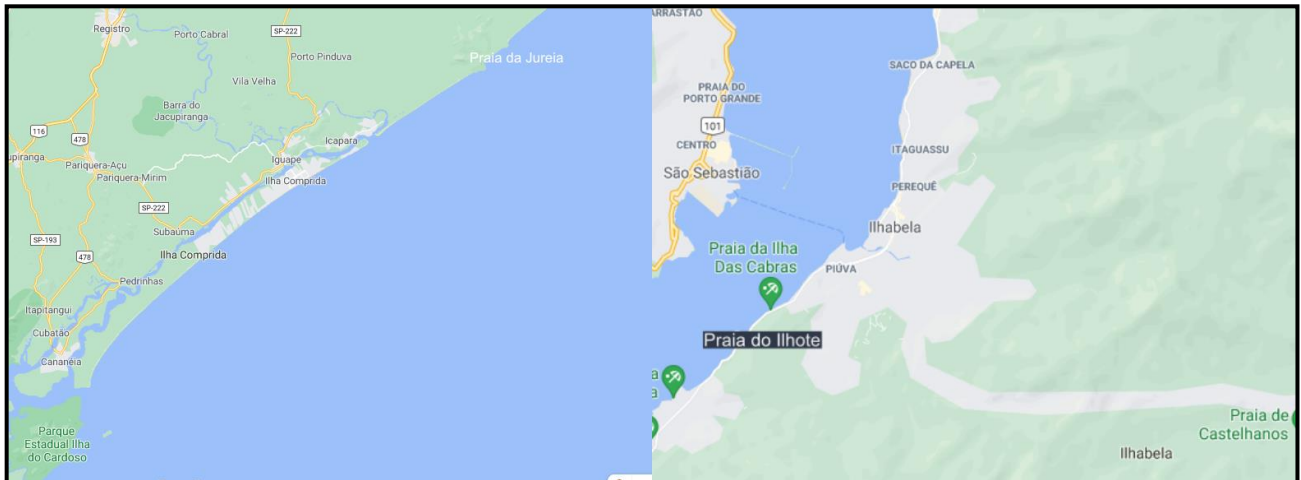 Registro
Porto Cabral
SP-222
Porto Pinduva
Praia da Jureia
Vila Velha
Barra do
Jacupiranga
116
478
Icapara
upiranga
Pariquera-Açu
Iguape
Pariquera-Mirim
Ilha Comprida
SP-222
Subaúma
SP-193
478
Ilha Comprida
Pedrinhas
Itapitangui
Cubatão
Cananéia
Parque
Estadual Ilha
do Cardoso
ARRASTÃO
SACO DA CAPELA
PRAIA DO
PORTO GRANDE
101
CENTRO
ITAGUASSU
São Sebastião
PEREQUÊ
Ilhabela
Praia da Ilha
Das Cabras
PIÚVA
Praia do Ilhote
a
a
Praia de
Castelhanos
Ilhabela